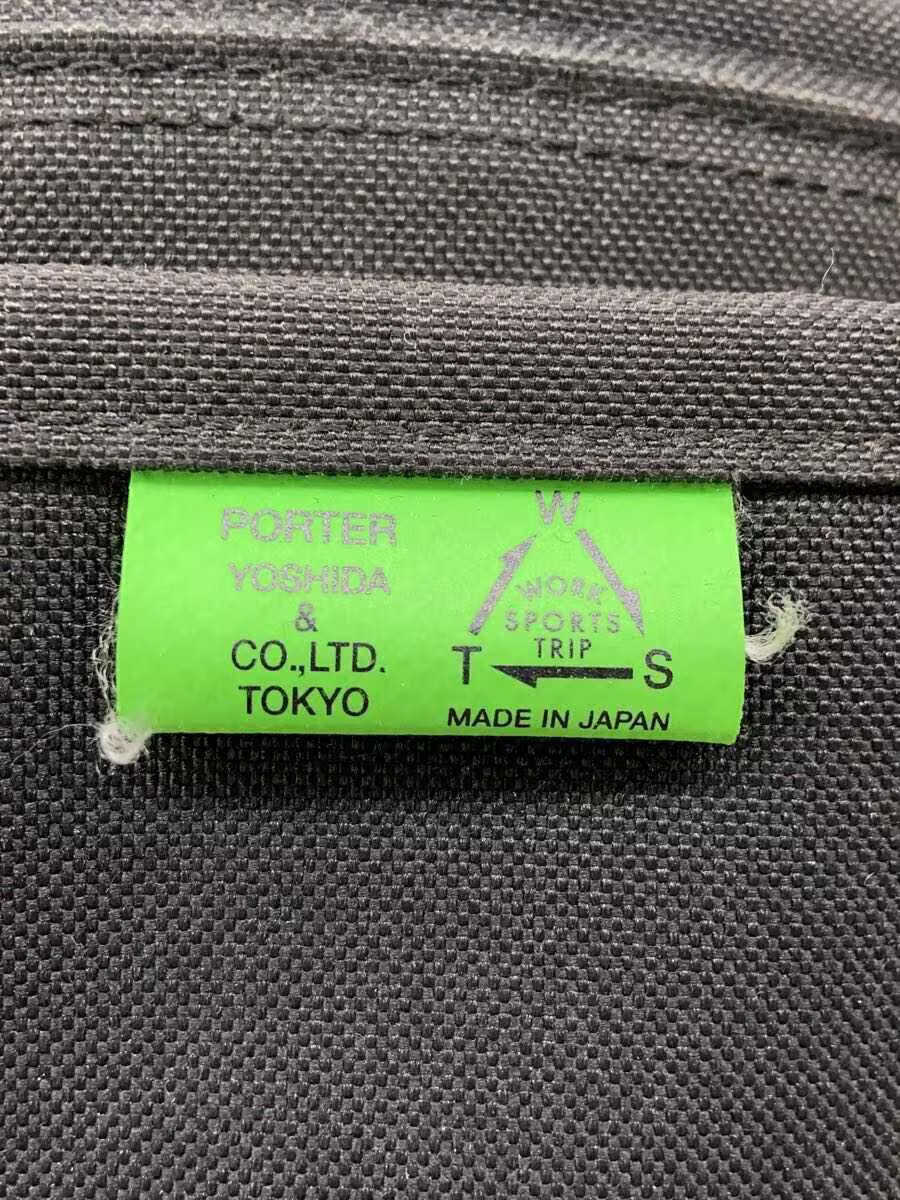 PORTER
YOSHIDA
&
CO.,LTD.
TOKYO
W
WORK
SPORTS
TRIP
T S
MADE IN JAPAN